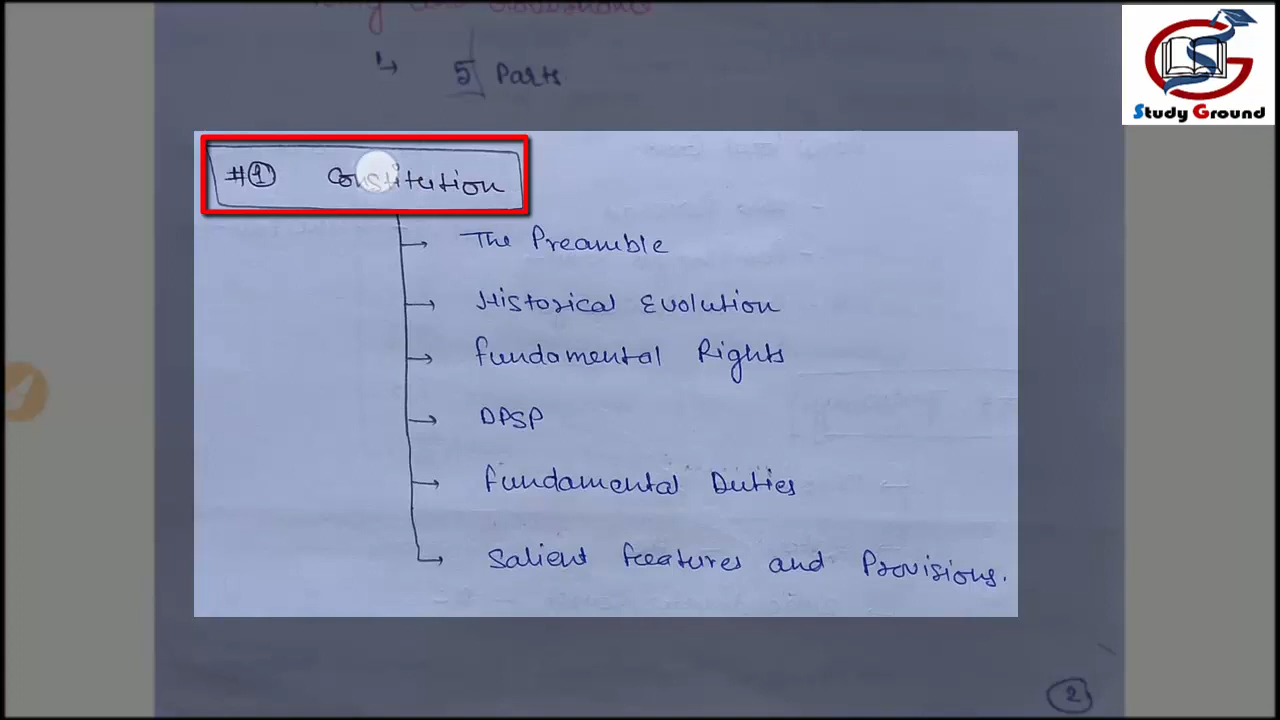 5 Parts
Study Ground
#1 Constitution
The Preamble
Historical Evolution
Fundamental Rights
DPSP
Fundamental Duties
Salient Features and Provisions.
2